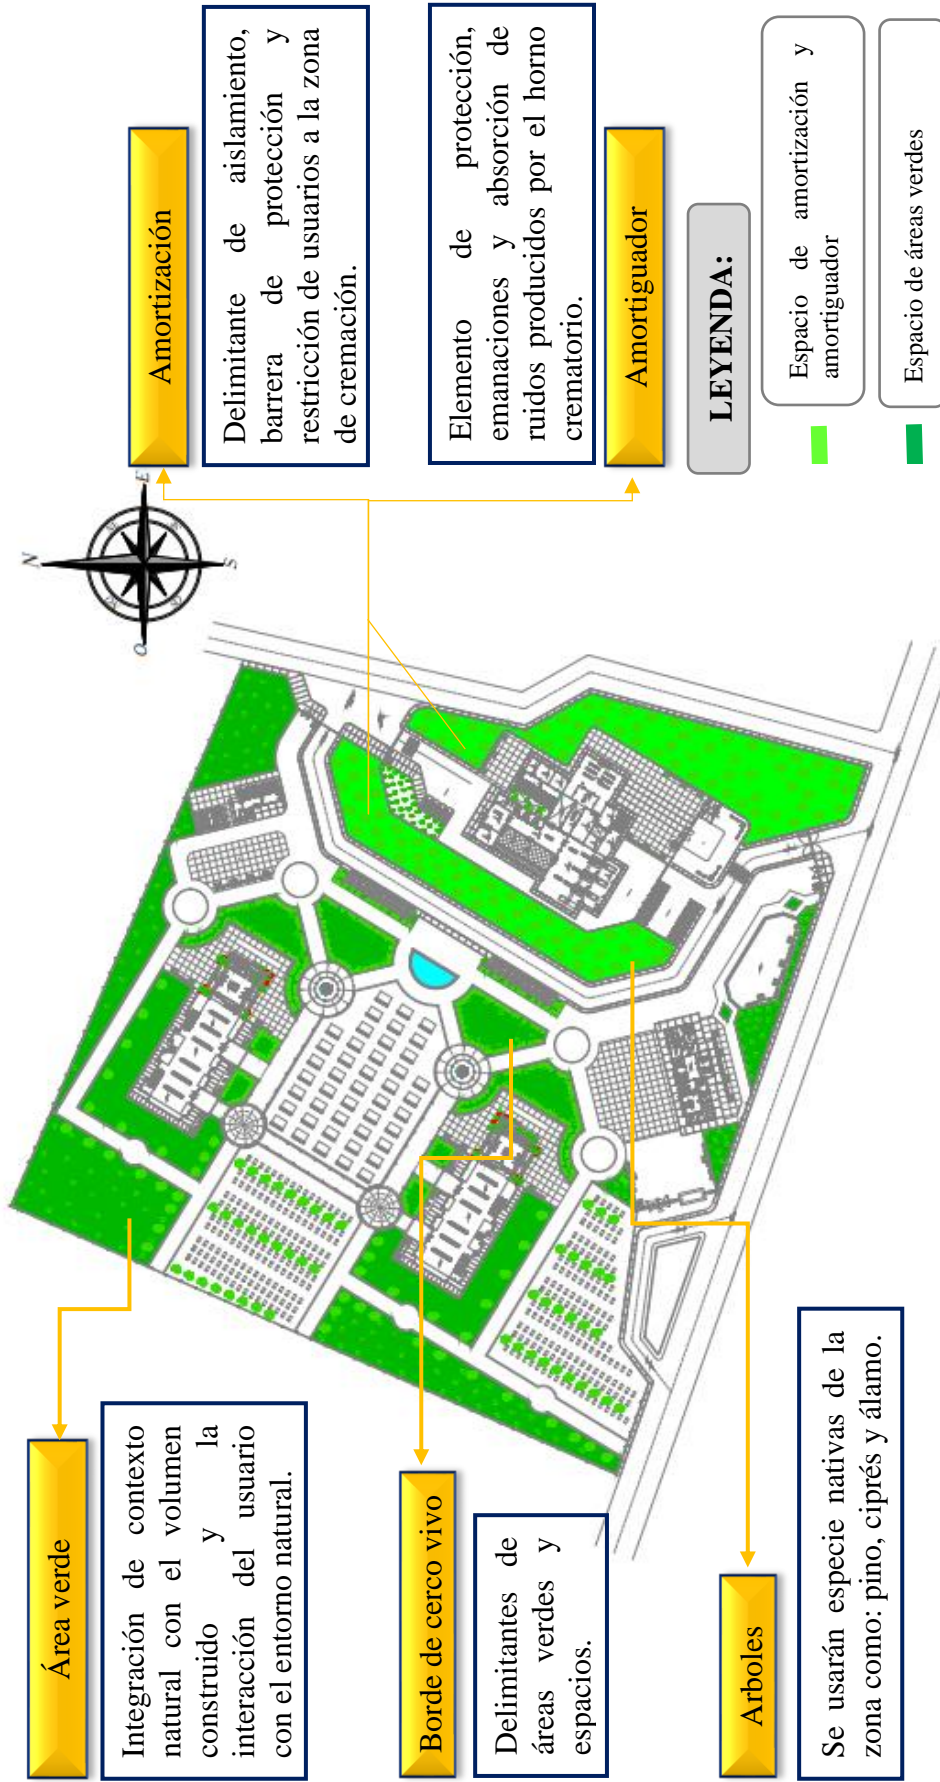 Área verde
Integración de contexto
natural con el volumen
construido y la
interacción del usuario
con el entorno natural.
Borde de cerco vivo
Delimitantes de
áreas verdes y
espacios.
Arboles
Se usarán especie nativas de la
zona como: pino, ciprés y álamo.
N
O
E
S
Amortización
Delimitante de aislamiento,
barrera de protección y
restricción de usuarios a la zona
de cremación.
Elemento de protección,
emanaciones y absorción de
ruidos producidos por el horno
crematorio.
Amortiguador
LEYENDA:
Espacio de amortización y
amortiguador
Espacio de áreas verdes